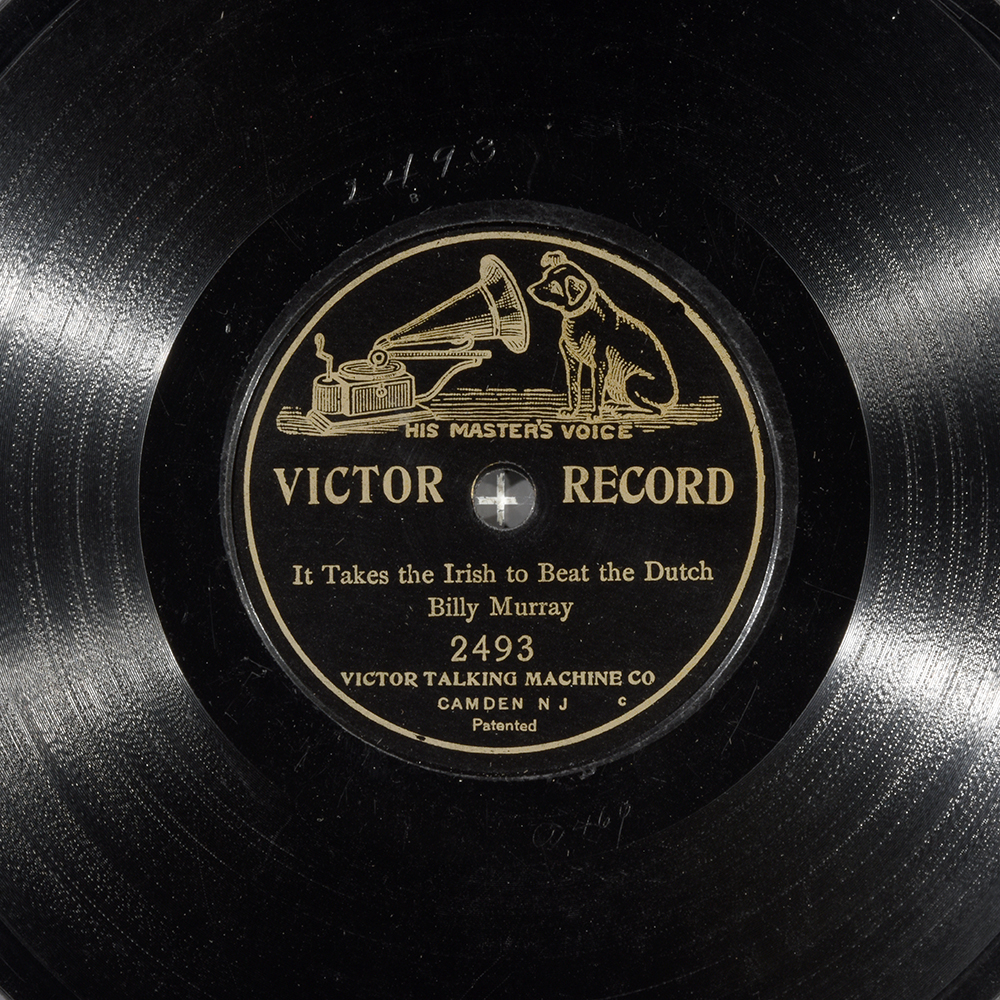 2493
B
HIS MASTER'S VOICE
VICTOR RECORD
It Takes the Irish to Beat the Dutch
Billy Murray
2493
VICTOR TALKING MACHINE CO
CAMDEN N J C
Patented